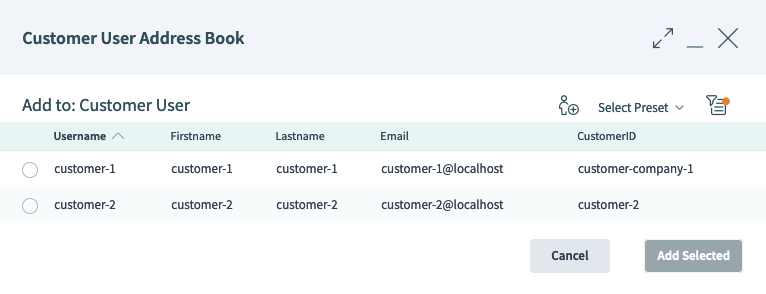 Customer User Address Book
Add to: Customer User
Select Preset
Username Firstname Lastname Email CustomerID
customer-1 customer-1 customer-1 customer-1@localhost customer-company-1
customer-2 customer-2 customer-2 customer-2@localhost customer-2
Cancel Add Selected